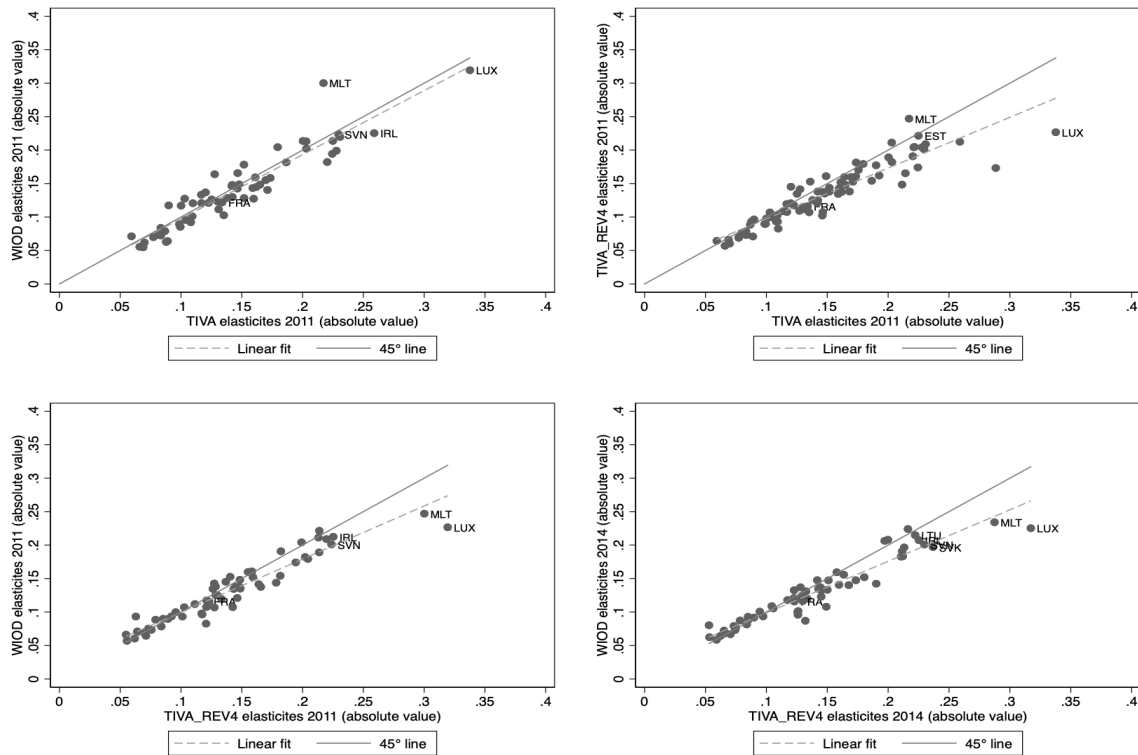 WIOD elasticites 2011 (absolute value)
0 .05 .1 .15 .2 .25 .3 .35 .4
MLT
LUX
SVN
IRL
FRA
0 .05 .1 .15 .2 .25 .3 .35 .4
TIVA elasticites 2011 (absolute value)
Linear fit 45° line
TIVA_REV4 elasticites 2011 (absolute value)
0 .05 .1 .15 .2 .25 .3 .35 .4
MLT
EST
LUX
FRA
0 .05 .1 .15 .2 .25 .3 .35 .4
TIVA elasticites 2011 (absolute value)
Linear fit 45° line
WIOD elasticites 2011 (absolute value)
0 .05 .1 .15 .2 .25 .3 .35 .4
MLT
LUX
IRL
SVN
FRA
0 .05 .1 .15 .2 .25 .3 .35 .4
TIVA_REV4 elasticites 2011 (absolute value)
Linear fit 45° line
WIOD elasticites 2014 (absolute value)
0 .05 .1 .15 .2 .25 .3 .35 .4
MLT
LUX
LTU
SVN
SVK
0 .05 .1 .15 .2 .25 .3 .35 .4
TIVA_REV4 elasticites 2014 (absolute value)
Linear fit 45° line